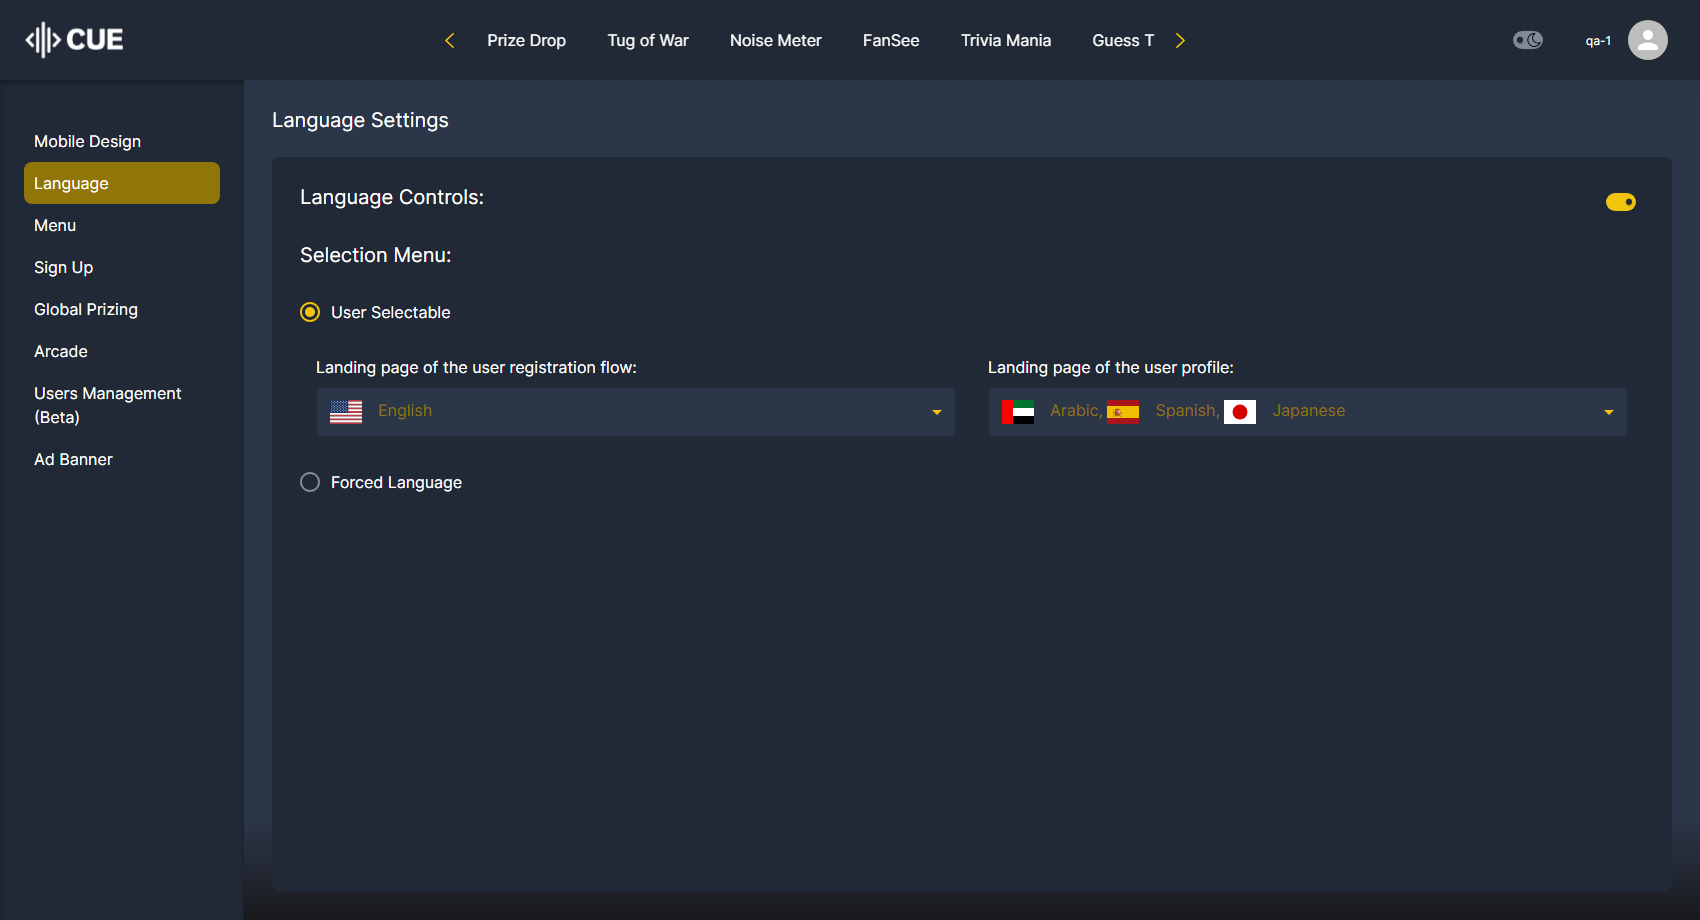 CUE
Prize Drop
Tug of War
Noise Meter
FanSee
Trivia Mania
Guess T
qa-1
Mobile Design
Language
Menu
Sign Up
Global Prizing
Arcade
Users Management
(Beta)
Ad Banner
Language Settings
Language Controls:
Selection Menu:
User Selectable
Landing page of the user registration flow:
English
Landing page of the user profile:
Arabic, Spanish, Japanese
Forced Language